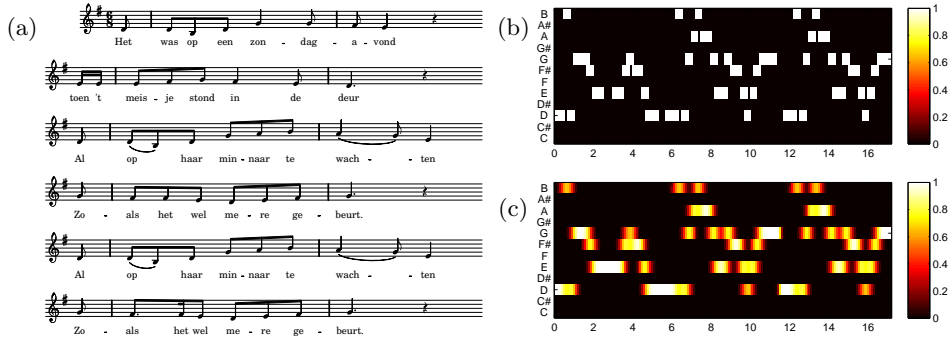 (a)
6
8
Het was op een zon - dag - a - vond
toen 't meis - je stond in de deur
Al op haar min - naar te wach - - ten
Zo - als het wel me - re ge - beurt.
Al op haar min - naar te wach - - ten
Zo - als het wel me - re ge - beurt.
(b)
B
A#
A
G#
G
F#
F
E
D#
D
C#
C
0 2 4 6 8 10 12 14 16
1
0.8
0.6
0.4
0.2
0
(c)
B
A#
A
G#
G
F#
F
E
D#
D
C#
C
0 2 4 6 8 10 12 14 16
1
0.8
0.6
0.4
0.2
0